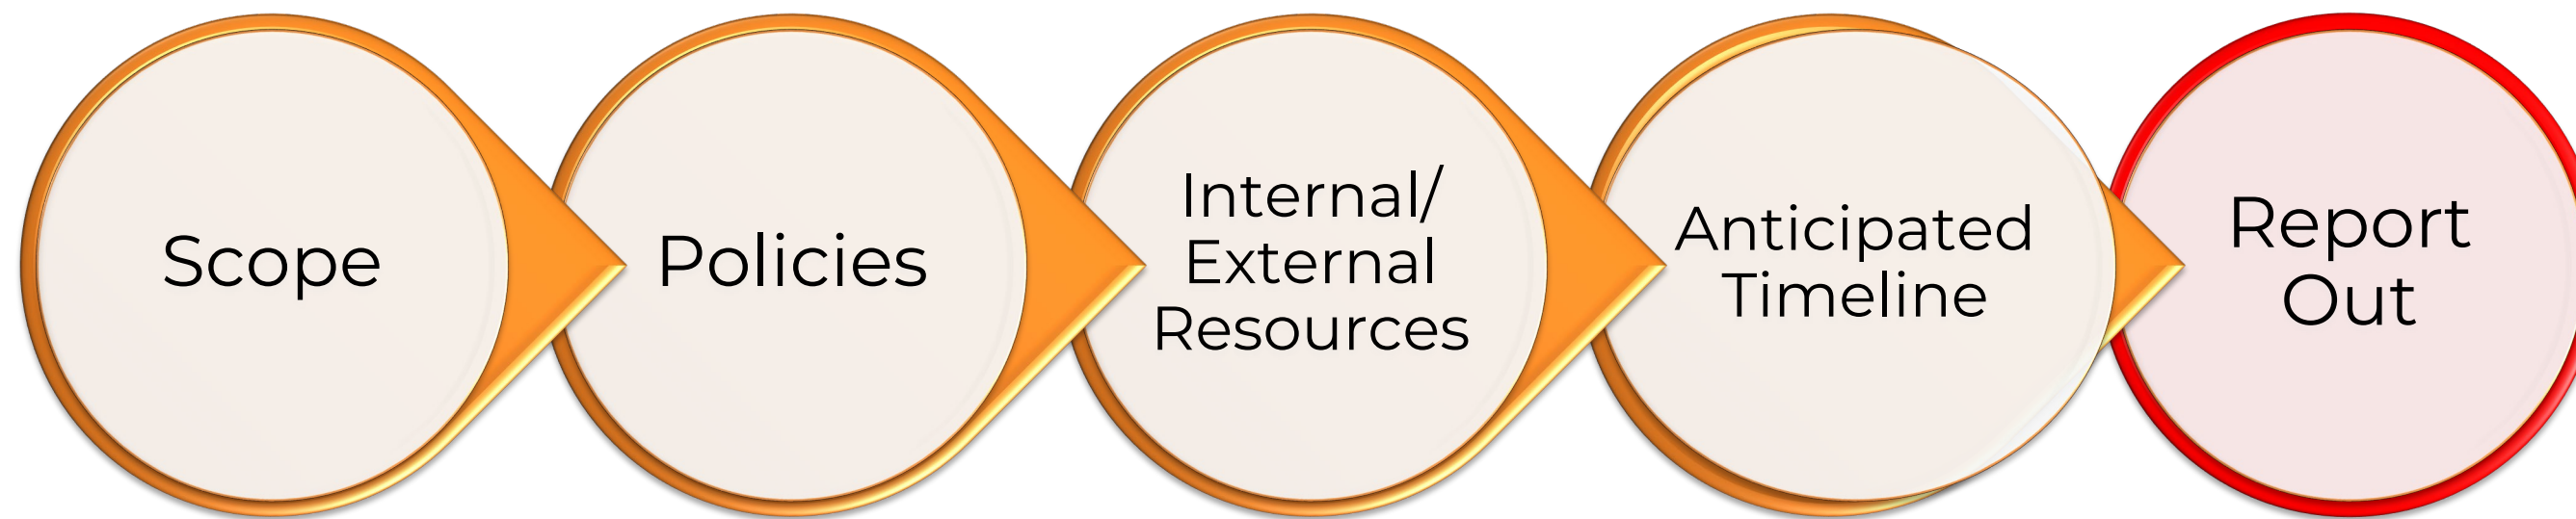 Scope
Policies
Internal/
External
Resources
Anticipated
Timeline
Report
Out